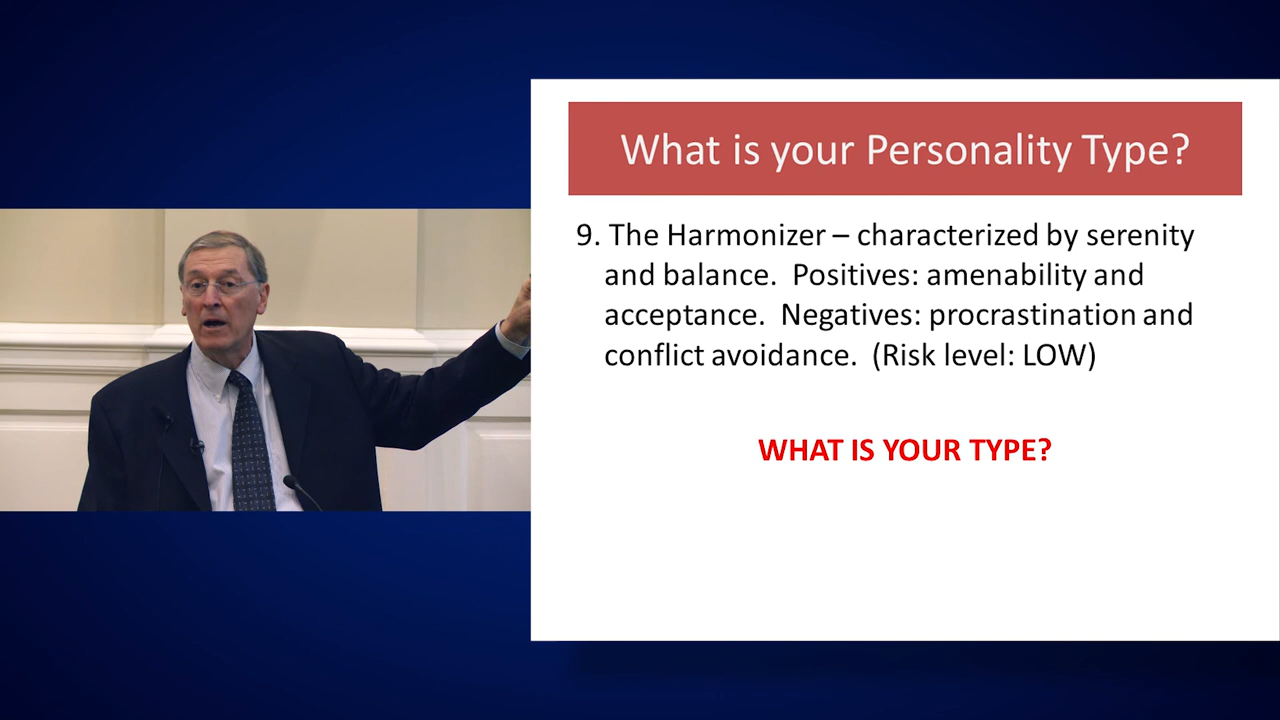 What is your Personality Type?
9. The Harmonizer – characterized by serenity
and balance.  Positives: amenability and
acceptance.  Negatives: procrastination and
conflict avoidance.  (Risk level: LOW)
WHAT IS YOUR TYPE?